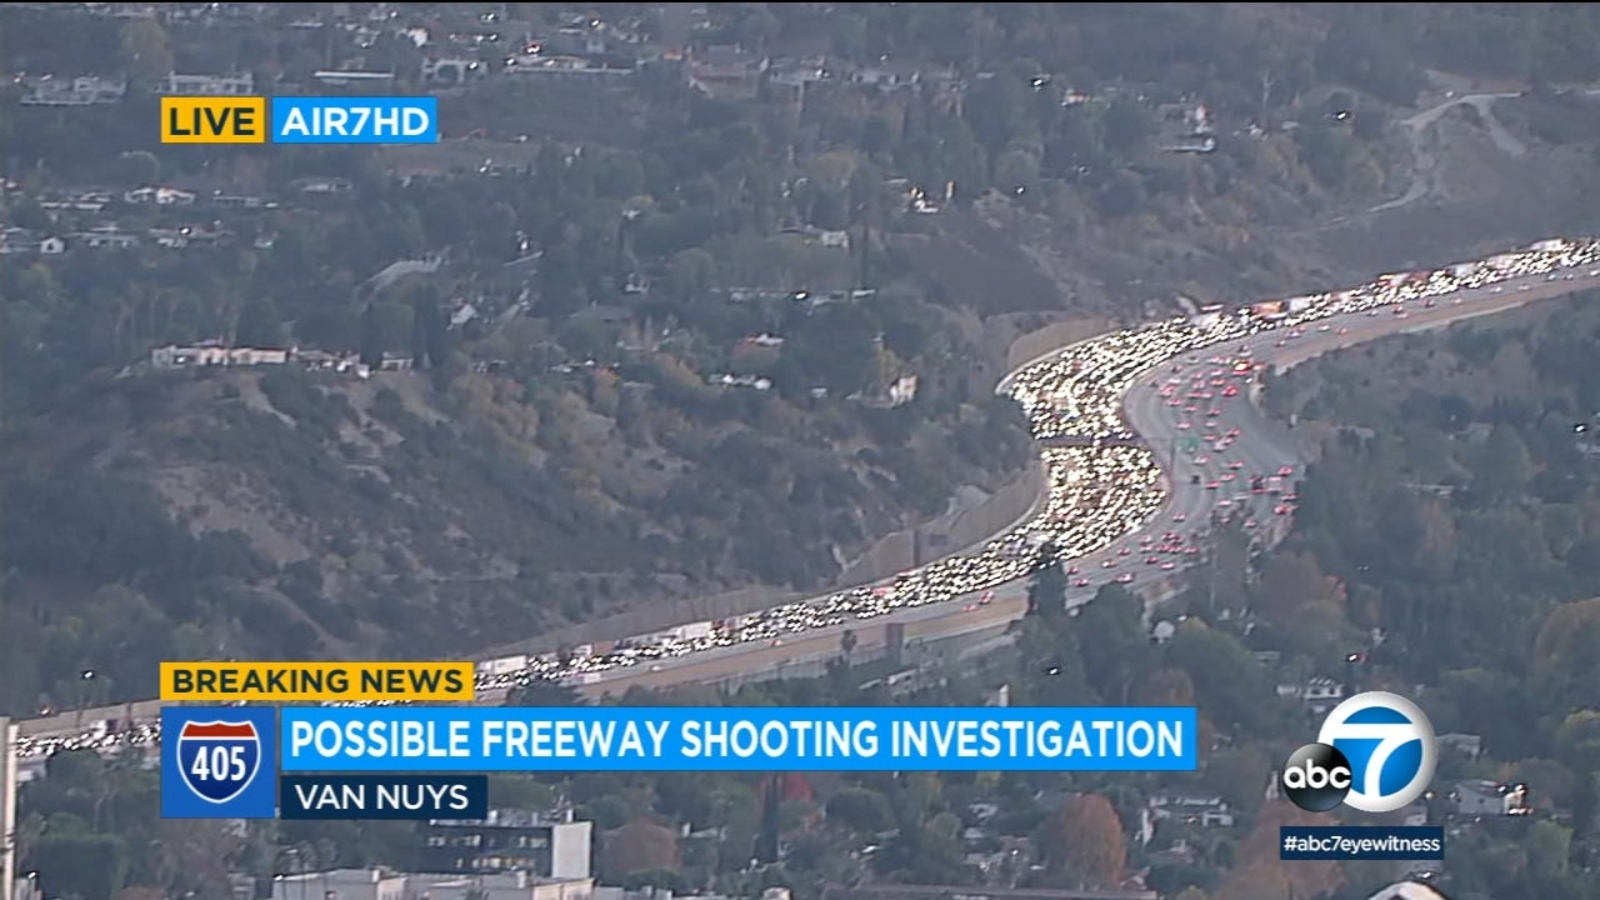 LIVE AIR7HD
BREAKING NEWS
405 POSSIBLE FREEWAY SHOOTING INVESTIGATION
VAN NUYS
abc 7
#abc7eyewitness